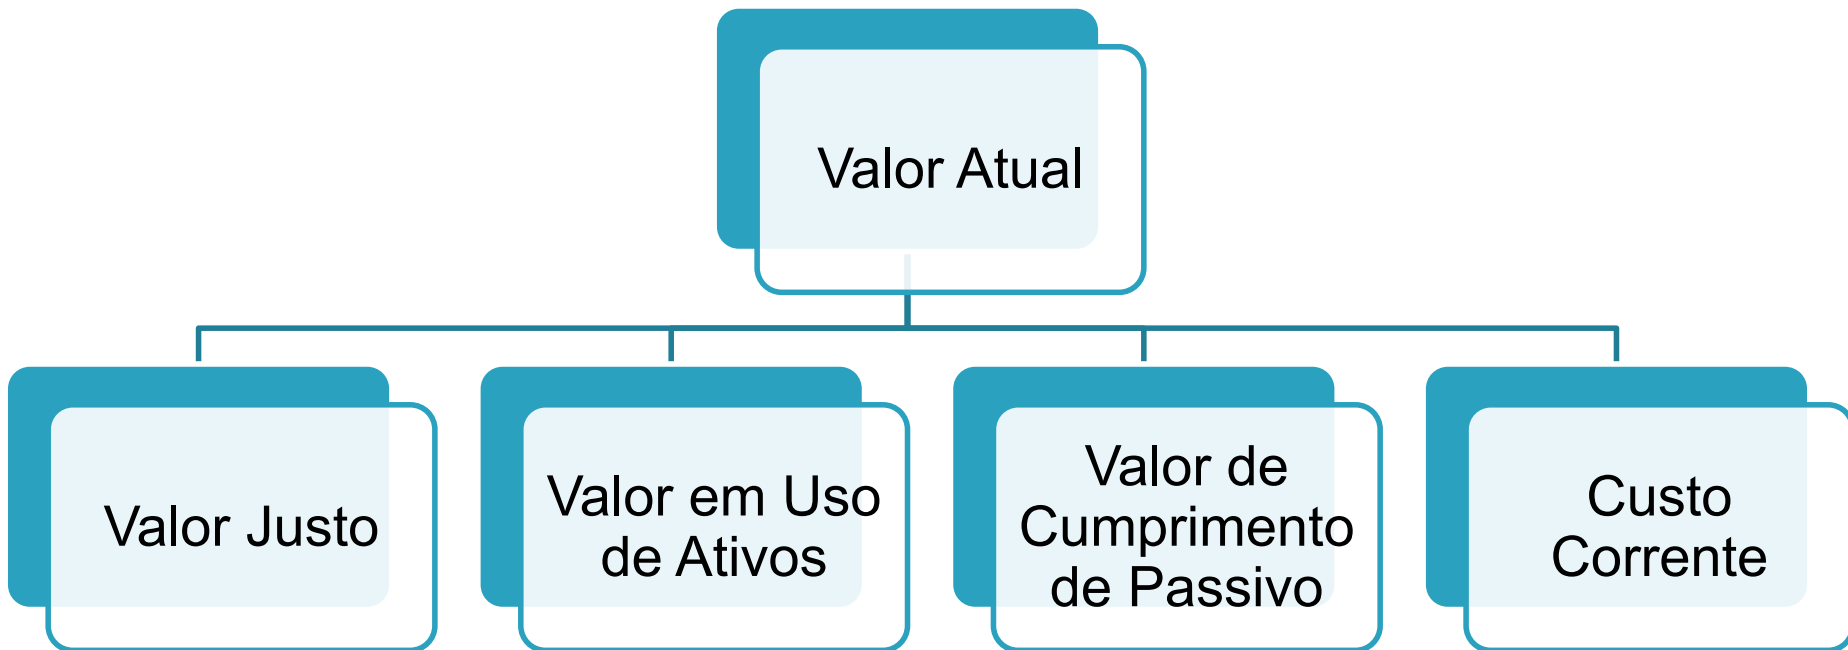 Valor Atual
Valor Justo
Valor em Uso
de Ativos
Valor de
Cumprimento
de Passivo
Custo
Corrente